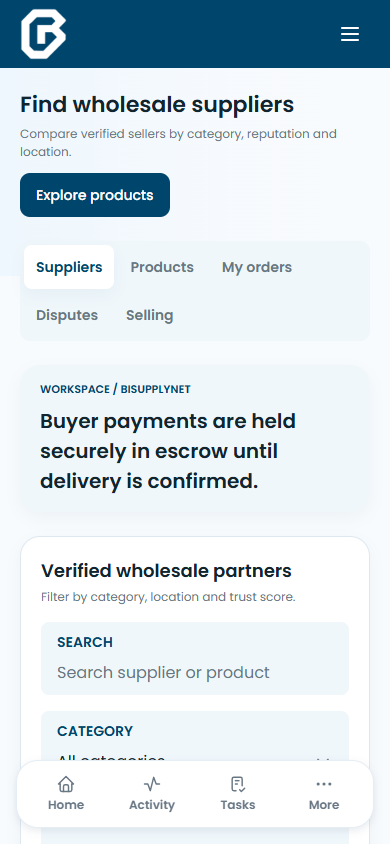 Find wholesale suppliers
Compare verified sellers by category, reputation and
location.
Explore products
Suppliers
Products
My orders
Disputes
Selling
WORKSPACE / BISUPPLYNET
Buyer payments are held
securely in escrow until
delivery is confirmed.
Verified wholesale partners
Filter by category, location and trust score.
SEARCH
Search supplier or product
CATEGORY
All categories
Home
Activity
Tasks
More